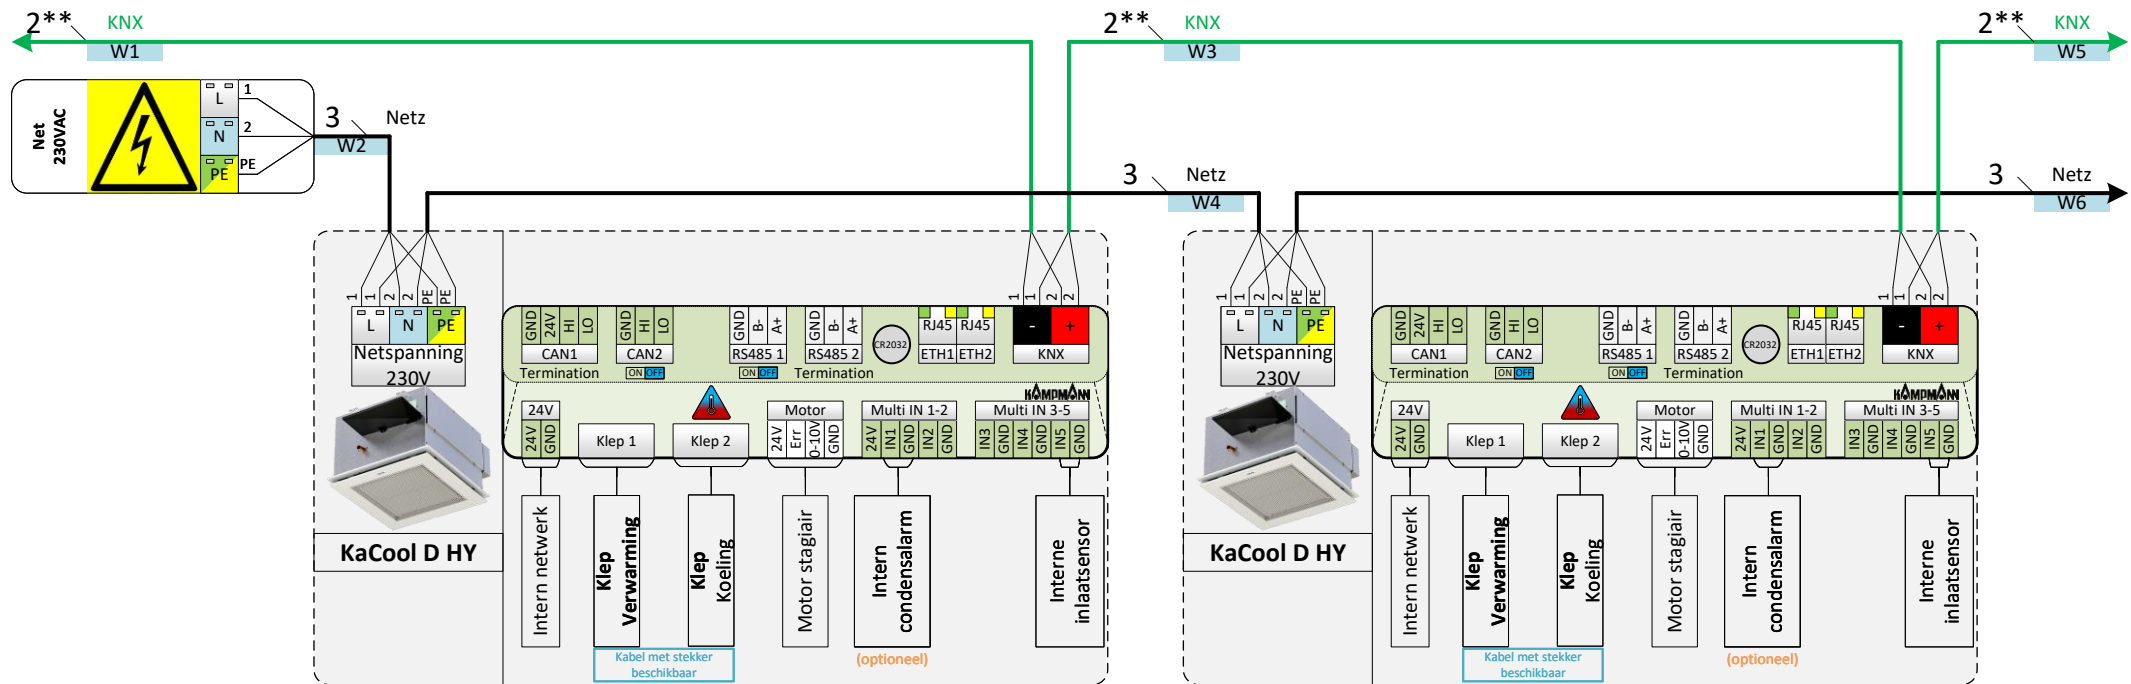 2** KNX 2** KNX 2** KNX
W1 W3 W5
Net
230VAC
L 1
N 2
PE PE
3 Netz
W2
3 Netz 3 Netz
W4 W6
1 1 2 2 PE PE 1 1 2 2 1 1 2 2 PE PE 1 1 2 2
L N PE
Netspanning
230V
GND 24V HI LO GND HI LO GND B- A+ GND B- A+ CR2032 RJ45 RJ45 - +
CAN1 CAN2 RS485 1 RS485 2 ETH1 ETH2 KNX
Termination ON OFF ON OFF Termination
KAMPMANN
24V Motor Multi IN 1-2 Multi IN 3-5
24V GND Klep 1 Klep 2 24V Err 0-10V GND 24V IN1 GND IN2 GND IN3 GND IN4 GND IN5 GND
KaCool D HY
Intern netwerk
Klep
Verwarming
Klep
Koeling
Motor stagiair
Intern
condensalarm
Interne
inlaatsensor
Kabel met stekker
beschikbaar
(optioneel)
L N PE
Netspanning
230V
GND 24V HI LO GND HI LO GND B- A+ GND B- A+ CR2032 RJ45 RJ45 - +
CAN1 CAN2 RS485 1 RS485 2 ETH1 ETH2 KNX
Termination ON OFF ON OFF Termination
KAMPMANN
24V Motor Multi IN 1-2 Multi IN 3-5
24V GND Klep 1 Klep 2 24V Err 0-10V GND 24V IN1 GND IN2 GND IN3 GND IN4 GND IN5 GND
KaCool D HY
Intern netwerk
Klep
Verwarming
Klep
Koeling
Motor stagiair
Intern
condensalarm
Interne
inlaatsensor
Kabel met stekker
beschikbaar
(optioneel)